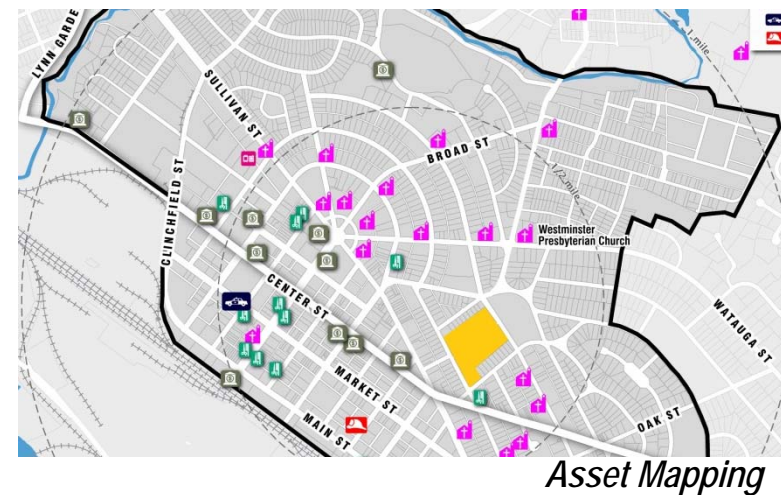 LYNN GARDE
SULLIVAN ST
1 mile
BROAD ST
1/2 mile
CLINCHFIELD ST
Westminster
Presbyterian Church
CENTER ST
WATAUGA ST
MARKET ST
OAK ST
MAIN ST
Asset Mapping